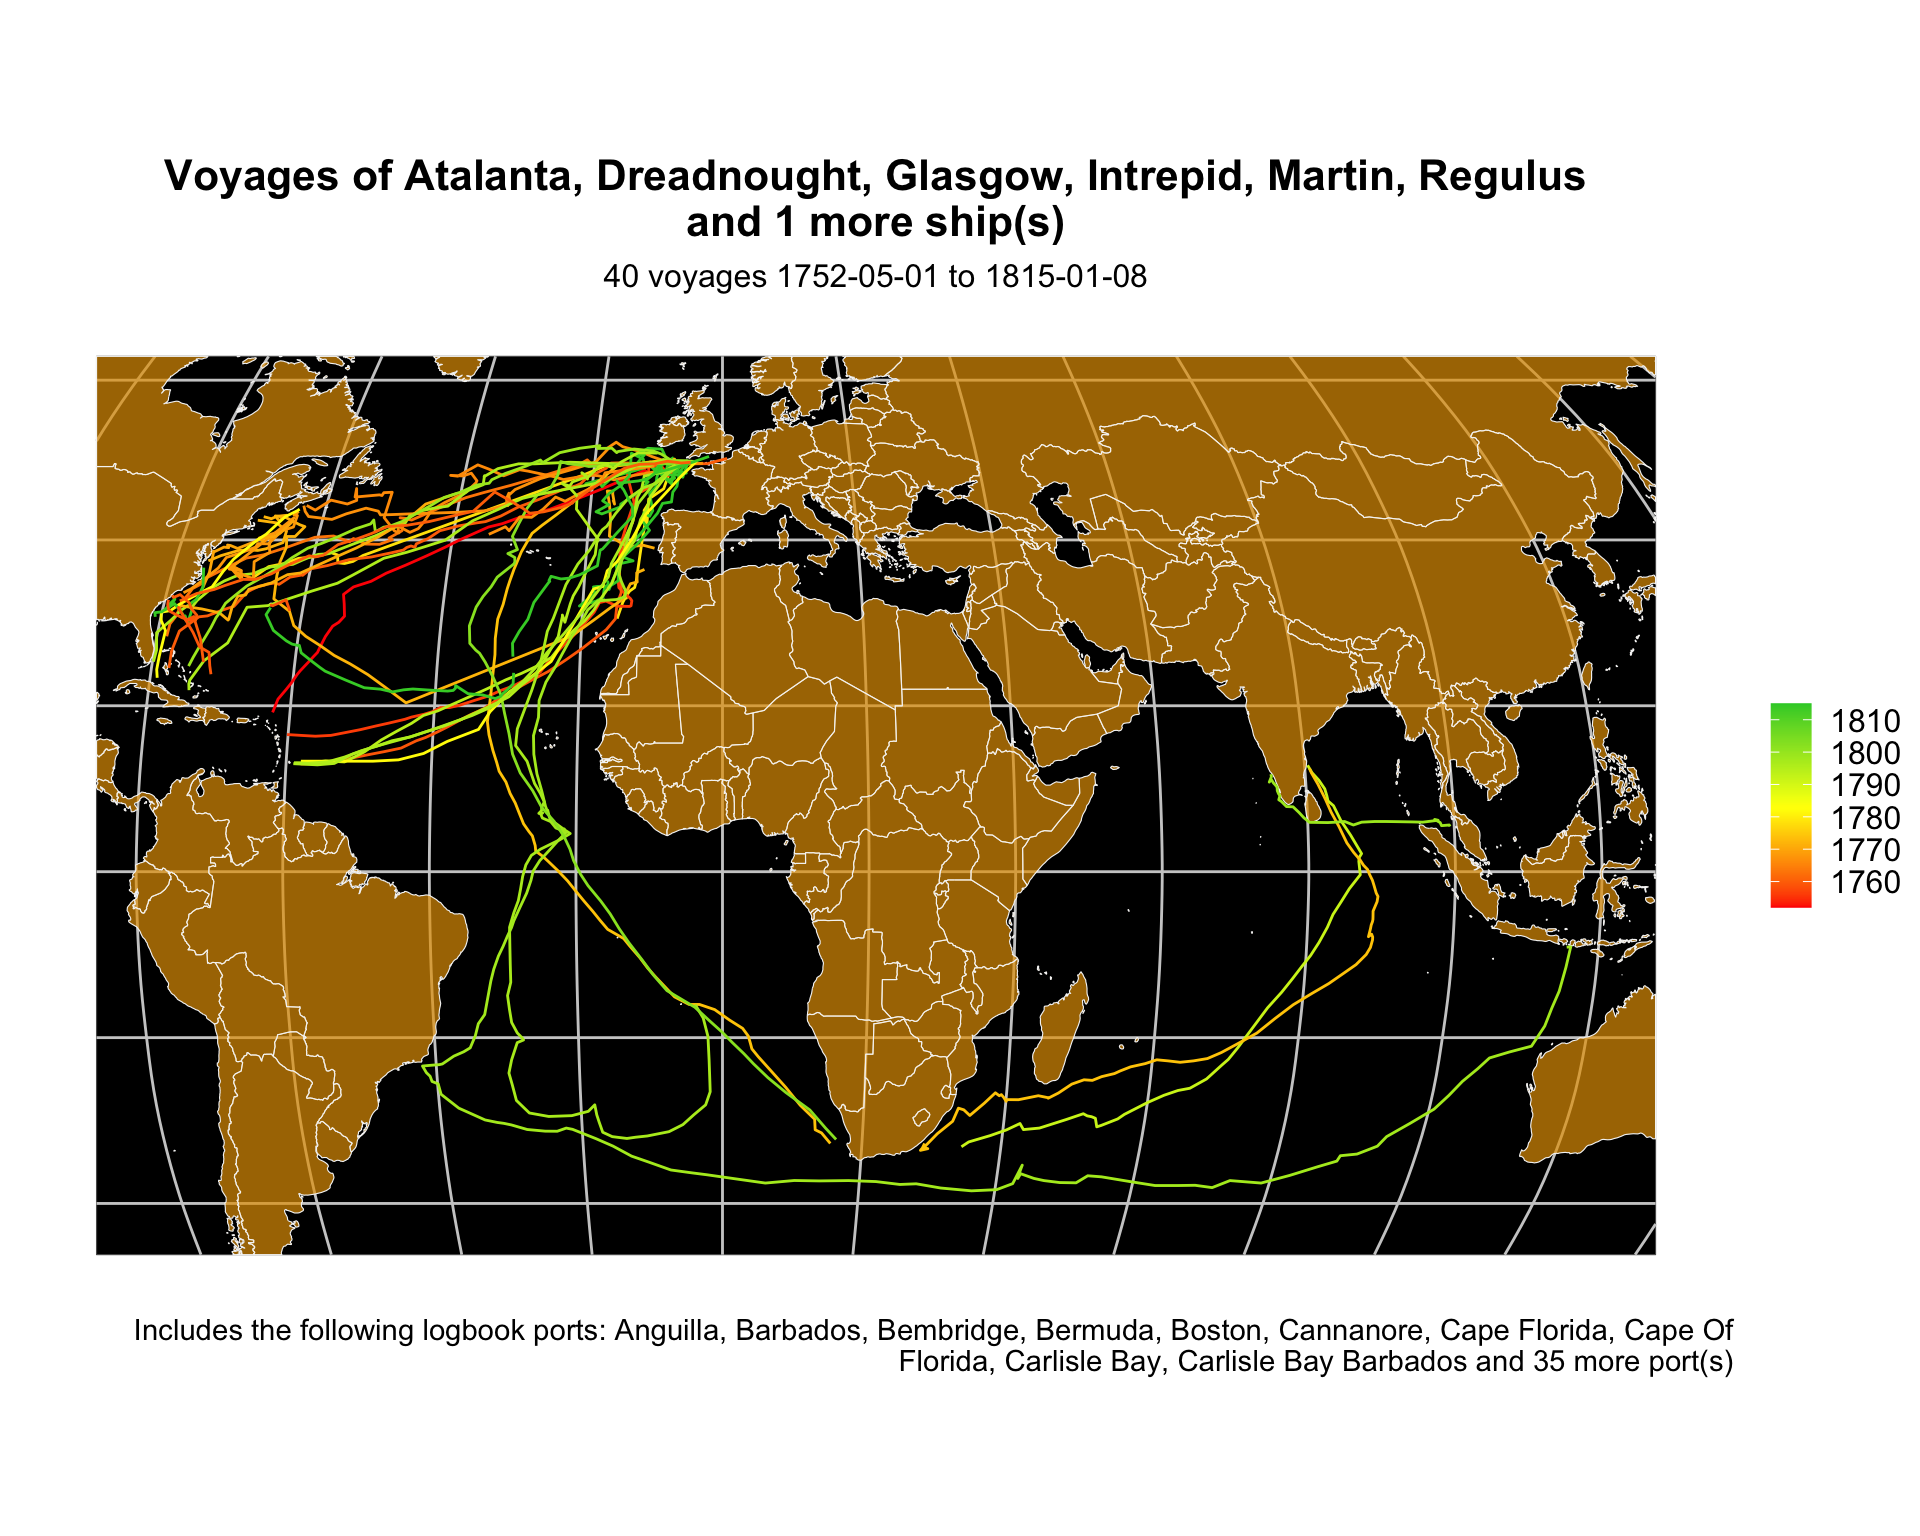 Voyages of Atalanta, Dreadnought, Glasgow, Intrepid, Martin, Regulus
and 1 more ship(s)
40 voyages 1752-05-01 to 1815-01-08
1810
1800
1790
1780
1770
1760
Includes the following logbook ports: Anguilla, Barbados, Bembridge, Bermuda, Boston, Cannanore, Cape Florida, Cape Of
Florida, Carlisle Bay, Carlisle Bay Barbados and 35 more port(s)